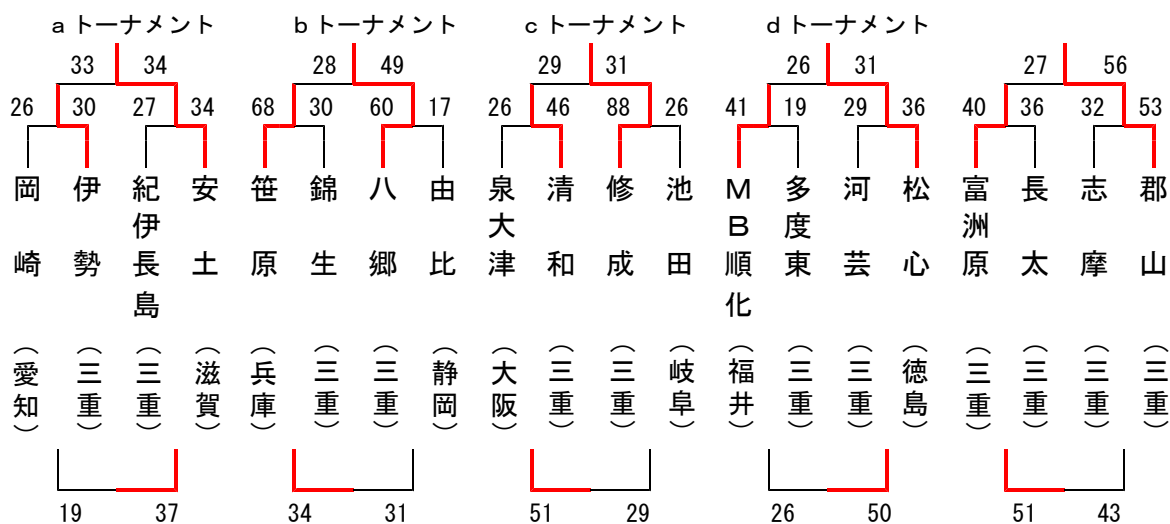 aトーナメント bトーナメント cトーナメント dトーナメント
33 34 28 49 29 31 26 31 27 56
26 30 27 34 68 30 60 17 26 46 88 26 41 19 29 36 40 36 32 53
岡崎
伊勢
紀伊長島
安土
笹原
錦生
八郷
由比
泉大津
清和
修成
池田
MB順化
多度東
河芸
松心
富洲原
長太
志摩
郡山
(愛知)
(三重)
(三重)
(滋賀)
(兵庫)
(三重)
(三重)
(静岡)
(大阪)
(三重)
(三重)
(岐阜)
(福井)
(三重)
(三重)
(徳島)
(三重)
(三重)
(三重)
(三重)
19 37 34 31 51 29 26 50 51 43